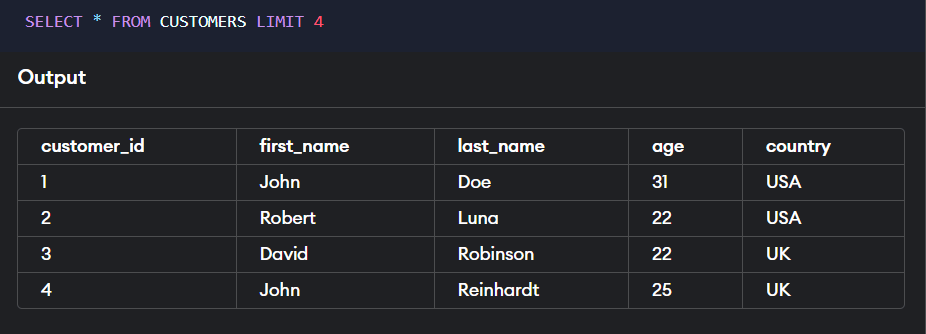 SELECT * FROM CUSTOMERS LIMIT 4
Output
customer_id first_name last_name age country
1 John Doe 31 USA
2 Robert Luna 22 USA
3 David Robinson 22 UK
4 John Reinhardt 25 UK